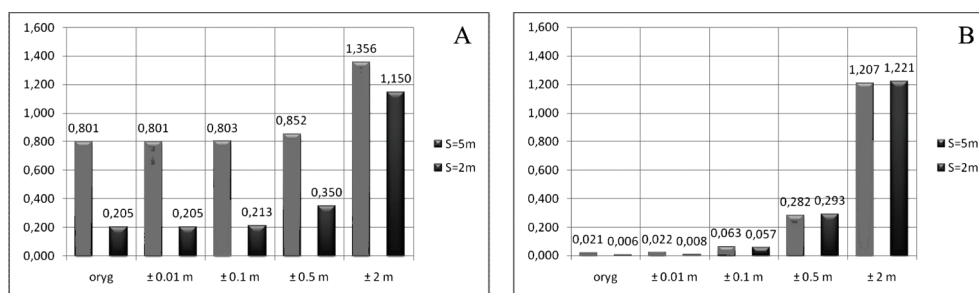 A
1,600
1,400
1,200
1,000
0,800
0,600
0,400
0,200
0,000
0,801
0,205
0,801
0,205
0,803
0,213
0,852
0,350
1,356
1,150
oryg
± 0.01 m
± 0.1 m
± 0.5 m
± 2 m
S=5m
S=2m
B
1,600
1,400
1,200
1,000
0,800
0,600
0,400
0,200
0,000
0,021
0,006
0,022
0,008
0,063
0,057
0,282
0,293
1,207
1,221
oryg
± 0.01 m
± 0.1 m
± 0.5 m
± 2 m
S=5m
S=2m